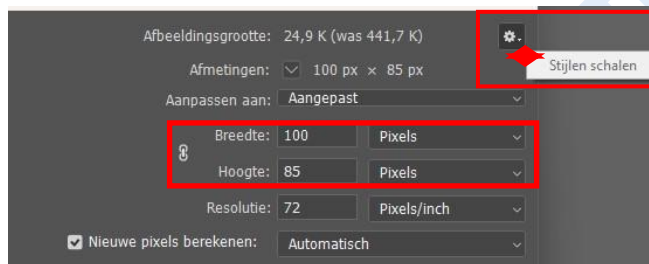 Afbeeldingsgrootte: 24,9 K (was 441,7 K)
Stijlen schalen
Afmetingen: 100 px × 85 px
Aanpassen aan: Aangepast
Breedte: 100 Pixels
Hoogte: 85 Pixels
Resolutie: 72 Pixels/inch
Nieuwe pixels berekenen: Automatisch